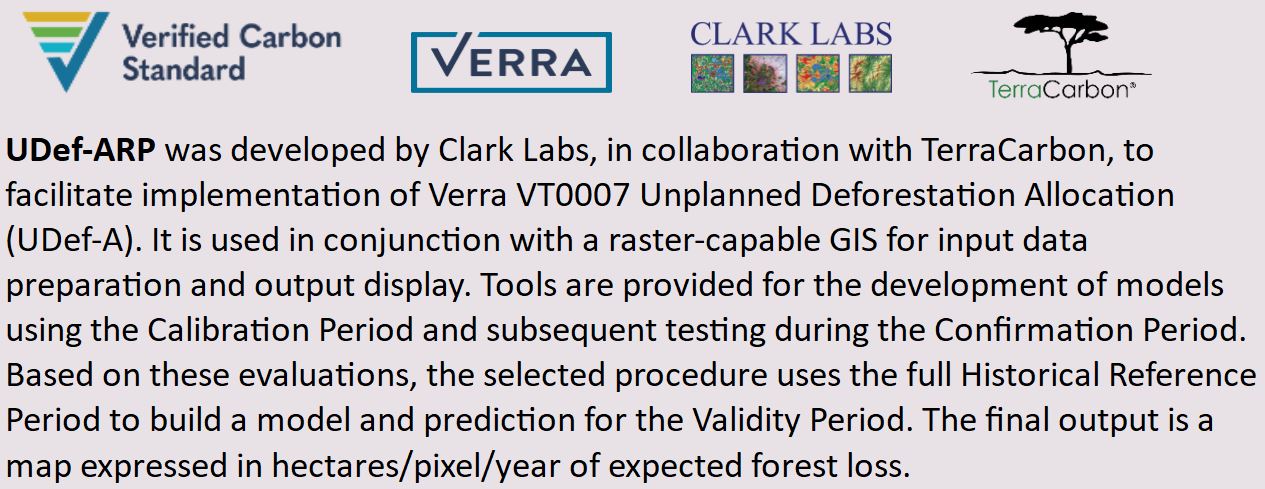 Verified Carbon
Standard
VERRA
CLARK LABS
TerraCarbon®
UDef-ARP was developed by Clark Labs, in collaboration with TerraCarbon, to
facilitate implementation of Verra VT0007 Unplanned Deforestation Allocation
(UDef-A). It is used in conjunction with a raster-capable GIS for input data
preparation and output display. Tools are provided for the development of models
using the Calibration Period and subsequent testing during the Confirmation Period.
Based on these evaluations, the selected procedure uses the full Historical Reference
Period to build a model and prediction for the Validity Period. The final output is a
map expressed in hectares/pixel/year of expected forest loss.